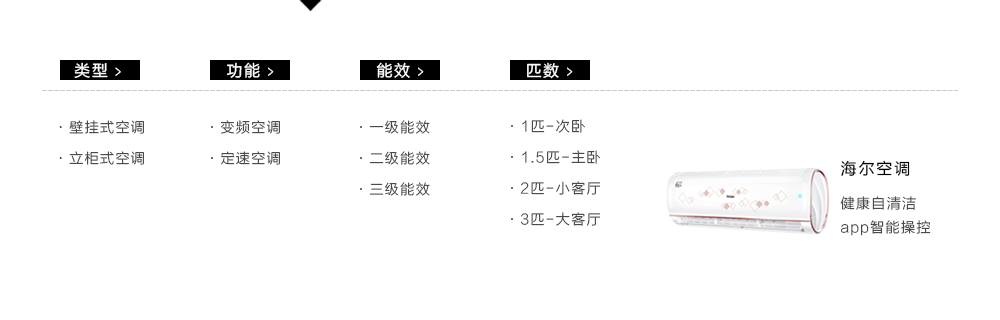 类型 >
功能 >
能效 >
匹数 >
· 壁挂式空调
· 立柜式空调
· 变频空调
· 定速空调
· 一级能效
· 二级能效
· 三级能效
· 1匹-次卧
· 1.5匹-主卧
· 2匹-小客厅
· 3匹-大客厅
海尔空调
健康自清洁
app智能操控